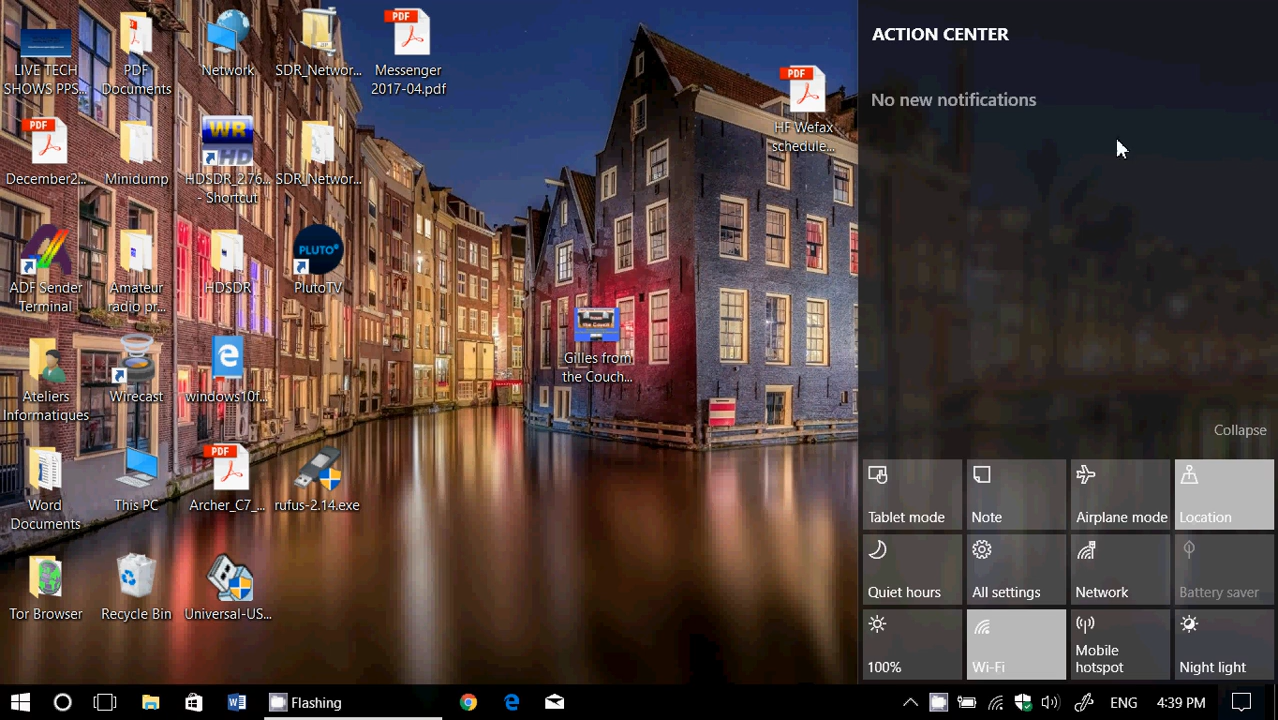 LIVE TECH
SHOWS PPS...
PDF
Documents
Network
SDR_Networ...
PDF
Messenger
2017-04.pdf
PDF
HF Wefax
schedule...
PDF
December2...
Minidump
WR
HD
HDSDR_2.76...
- Shortcut
SDR_Networ...
ADF Sender
Terminal
Amateur
radio pr...
HDSDR
PLUTO
PlutoTV
Gilles from
the Couch...
Ateliers
Informatiques
Wirecast
windows10f...
Word
Documents
This PC
PDF
Archer_C7_...
rufus-2.14.exe
Tor Browser
Recycle Bin
Universal-US...
ACTION CENTER
No new notifications
Collapse
Tablet mode
Note
Airplane mode
Location
Quiet hours
All settings
Network
Battery saver
100%
Wi-Fi
Mobile
hotspot
Night light
Flashing
ENG
4:39 PM